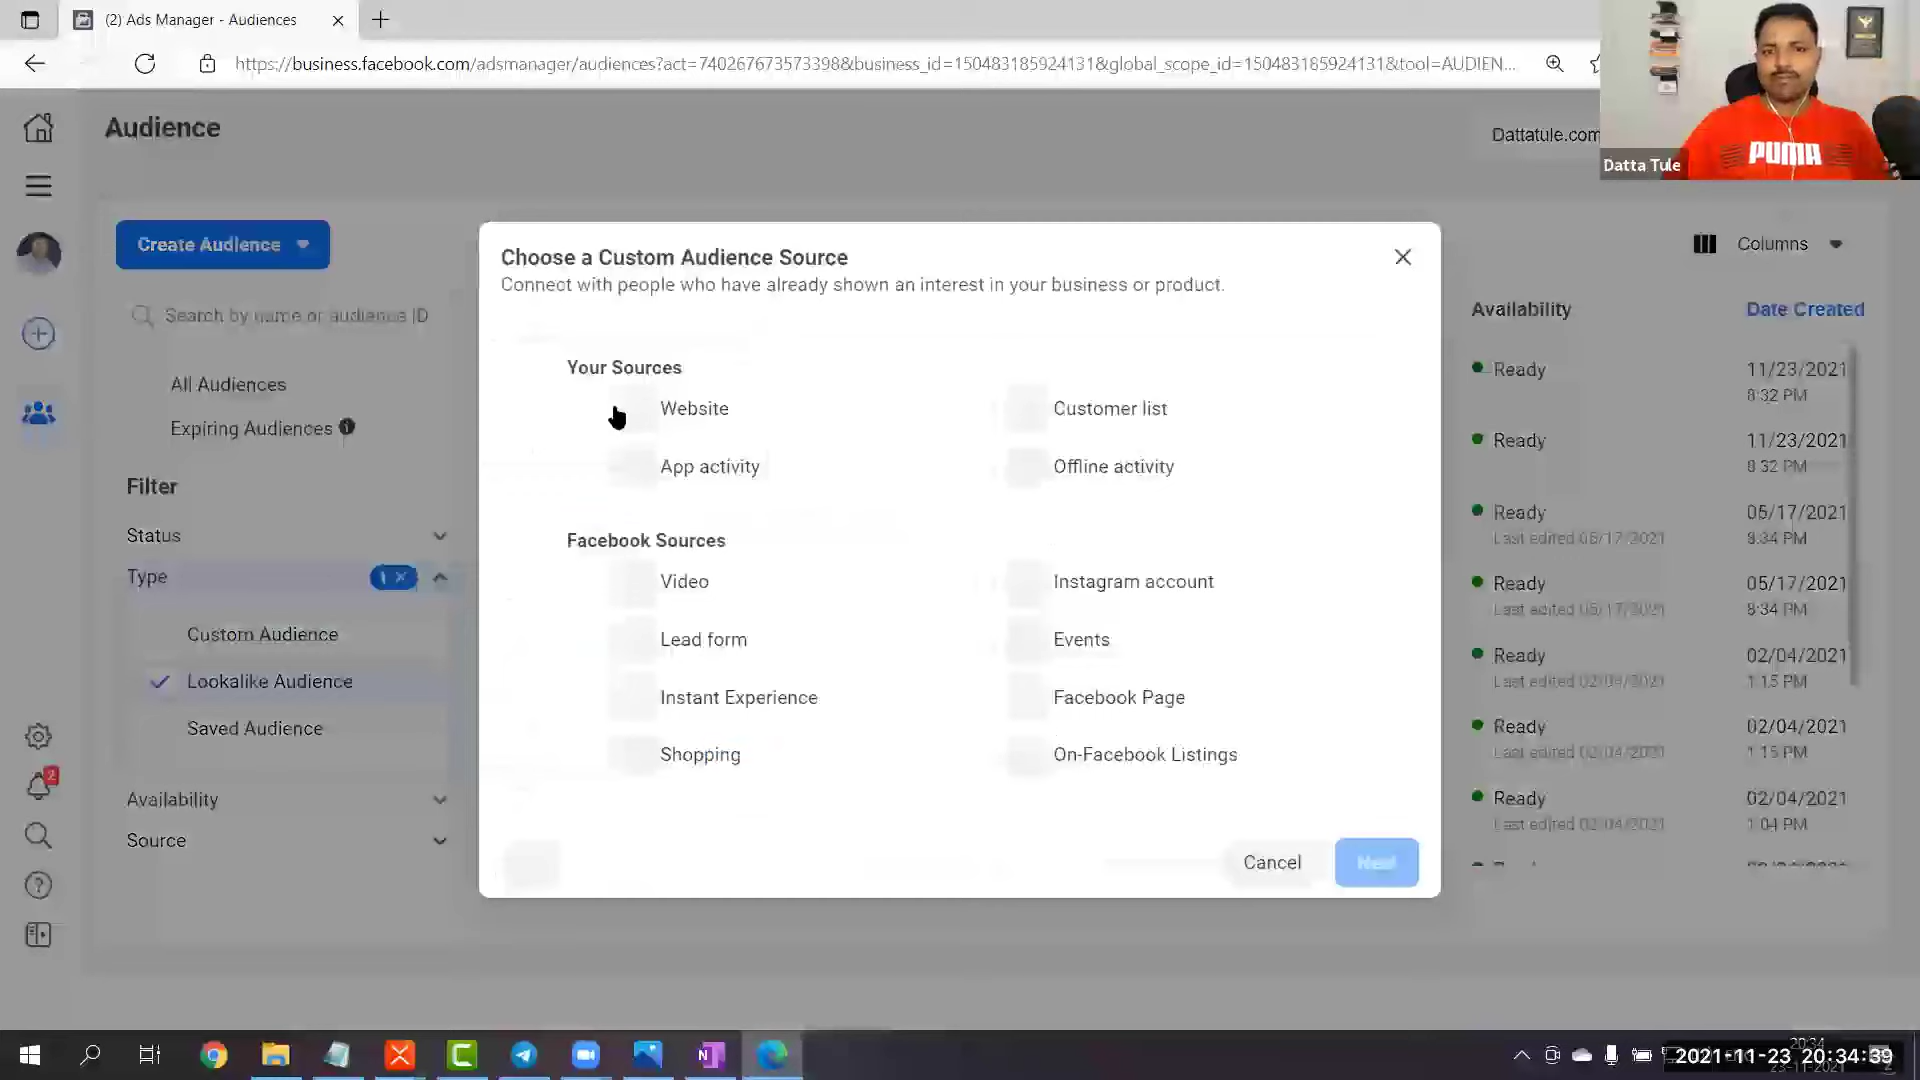 (2) Ads Manager - Audiences
https://business.facebook.com/adsmanager/audiences?act=740267673573398&business_id=150483185924131&global_scope_id=150483185924131&tool=AUDIEN...
Audience
Dattatule.com
PUMA
Datta Tule
Create Audience
Columns
Search by name or audience ID
All Audiences
Expiring Audiences
Filter
Status
Type
1 ×
Custom Audience
Lookalike Audience
Saved Audience
Availability
Source
2
Choose a Custom Audience Source
Connect with people who have already shown an interest in your business or product.
Your Sources
Website
Customer list
App activity
Offline activity
Facebook Sources
Video
Instagram account
Lead form
Events
Instant Experience
Facebook Page
Shopping
On-Facebook Listings
Cancel
Next
Availability
Date Created
Ready
11/23/2021
8:32 PM
Ready
11/23/2021
8:32 PM
Ready
05/17/2021
Last edited 05/17/2021
8:34 PM
Ready
05/17/2021
Last edited 05/17/2021
8:34 PM
Ready
02/04/2021
Last edited 02/04/2021
1:15 PM
Ready
02/04/2021
Last edited 02/04/2021
1:15 PM
Ready
02/04/2021
Last edited 02/04/2021
1:04 PM
20:34
2021-11-23 20:34:39
23-11-2021